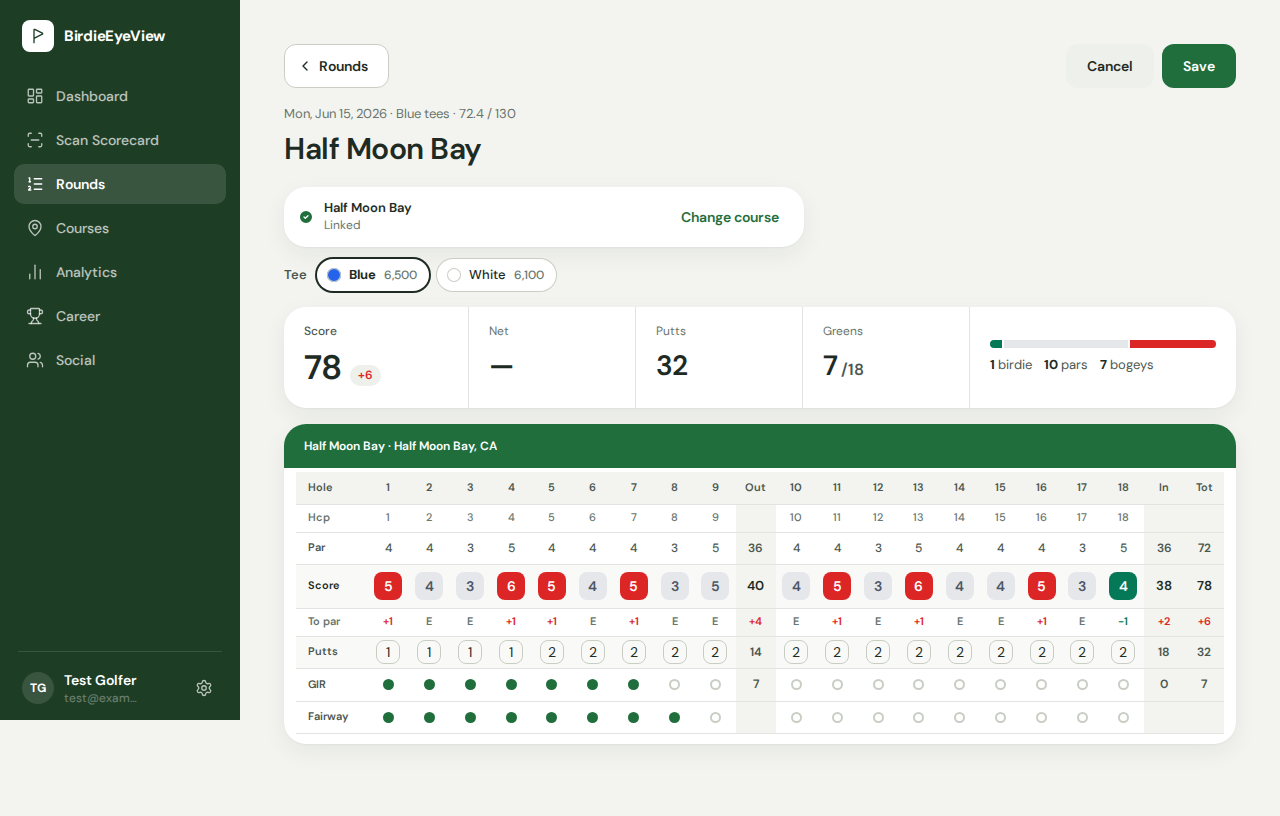 BirdieEyeView
Dashboard
Scan Scorecard
Rounds
Courses
Analytics
Career
Social
TG
Test Golfer
test@exam...
Rounds
Cancel
Save
Mon, Jun 15, 2026 · Blue tees · 72.4 / 130
Half Moon Bay
Half Moon Bay
Linked
Change course
Tee Blue 6,500 White 6,100
Score Net Putts Greens
78 +6 — 32 7 /18
1 birdie 10 pars 7 bogeys
Half Moon Bay · Half Moon Bay, CA
Hole 1 2 3 4 5 6 7 8 9 Out 10 11 12 13 14 15 16 17 18 In Tot
Hcp 1 2 3 4 5 6 7 8 9 10 11 12 13 14 15 16 17 18
Par 4 4 3 5 4 4 4 3 5 36 4 4 3 5 4 4 4 3 5 36 72
Score 5 4 3 6 5 4 5 3 5 40 4 5 3 6 4 4 5 3 4 38 78
To par +1 E E +1 +1 E +1 E E +4 E +1 E +1 E E +1 E −1 +2 +6
Putts 1 1 1 1 2 2 2 2 2 14 2 2 2 2 2 2 2 2 2 18 32
GIR 7 0 7
Fairway